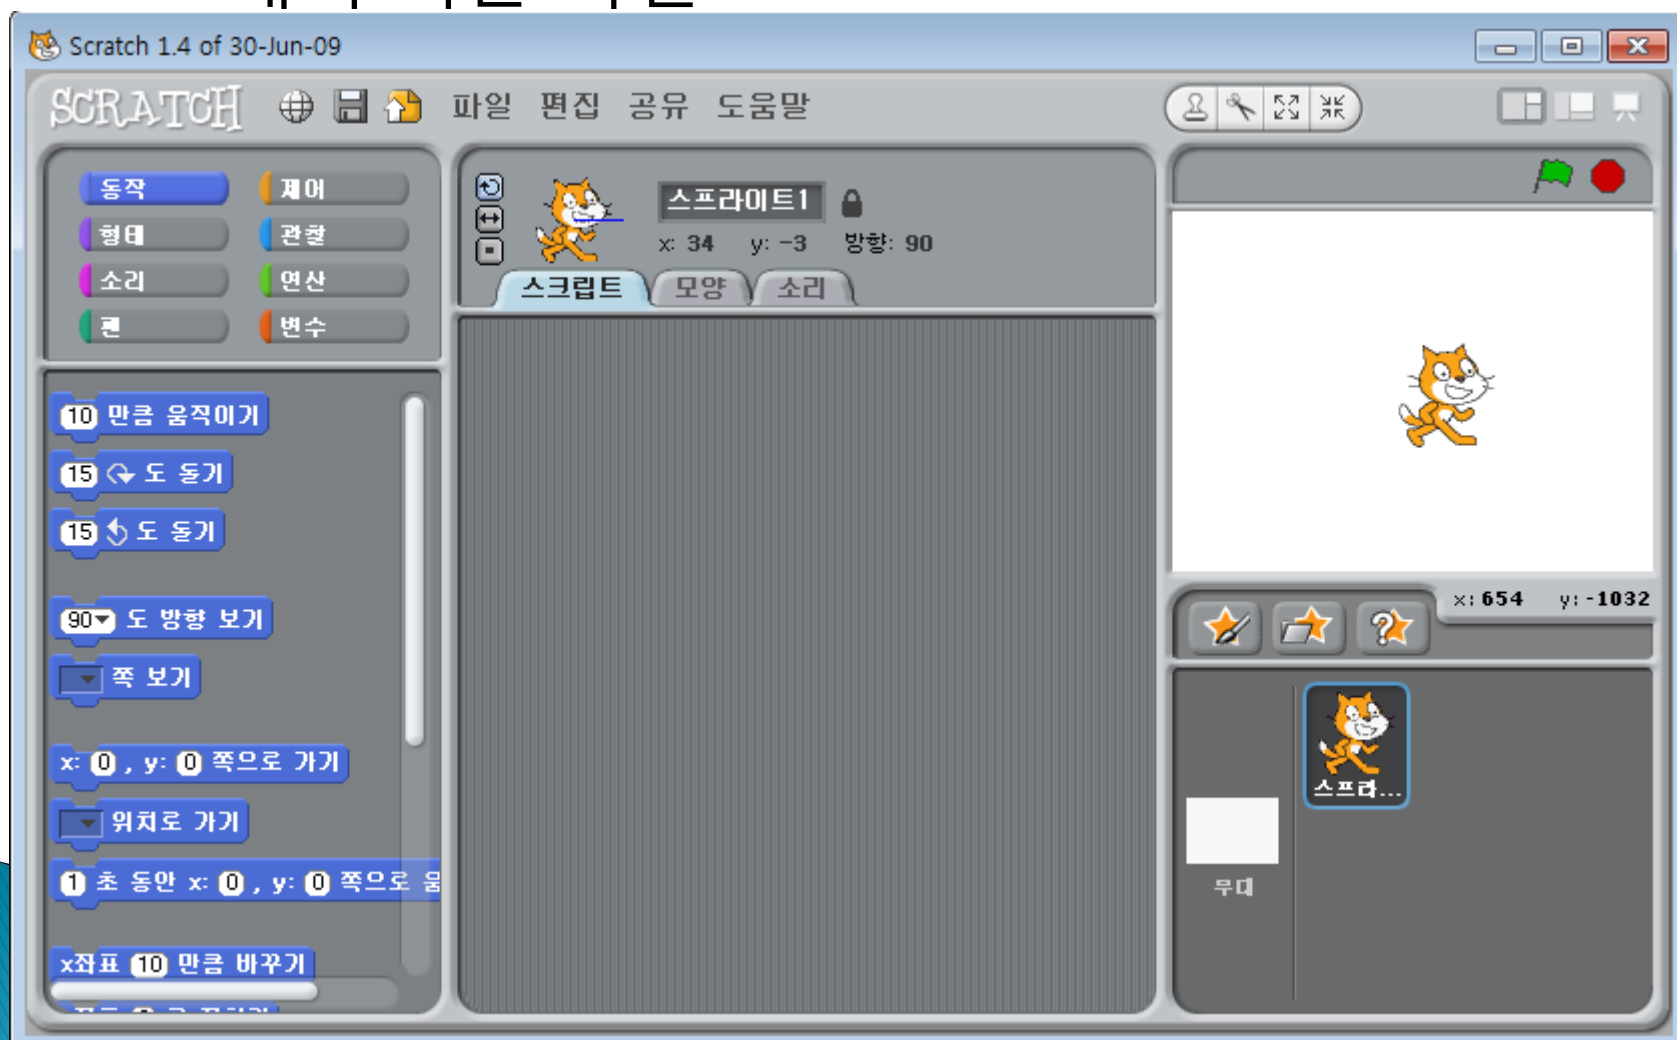 Scratch 1.4 of 30-Jun-09
SCRATCH 파일 편집 공유 도움말
동작 제어
형태 관찰
소리 연산
펜 변수
스프라이트1
x: 34 y: -3 방향: 90
스크립트 모양 소리
10 만큼 움직이기
15 도 돌기
15 도 돌기
90 도 방향 보기
쪽 보기
x: 0 , y: 0 쪽으로 가기
위치로 가기
1 초 동안 x: 0 , y: 0 쪽으로 움
x좌표 10 만큼 바꾸기
x: 654 y: -1032
스프라...
무대